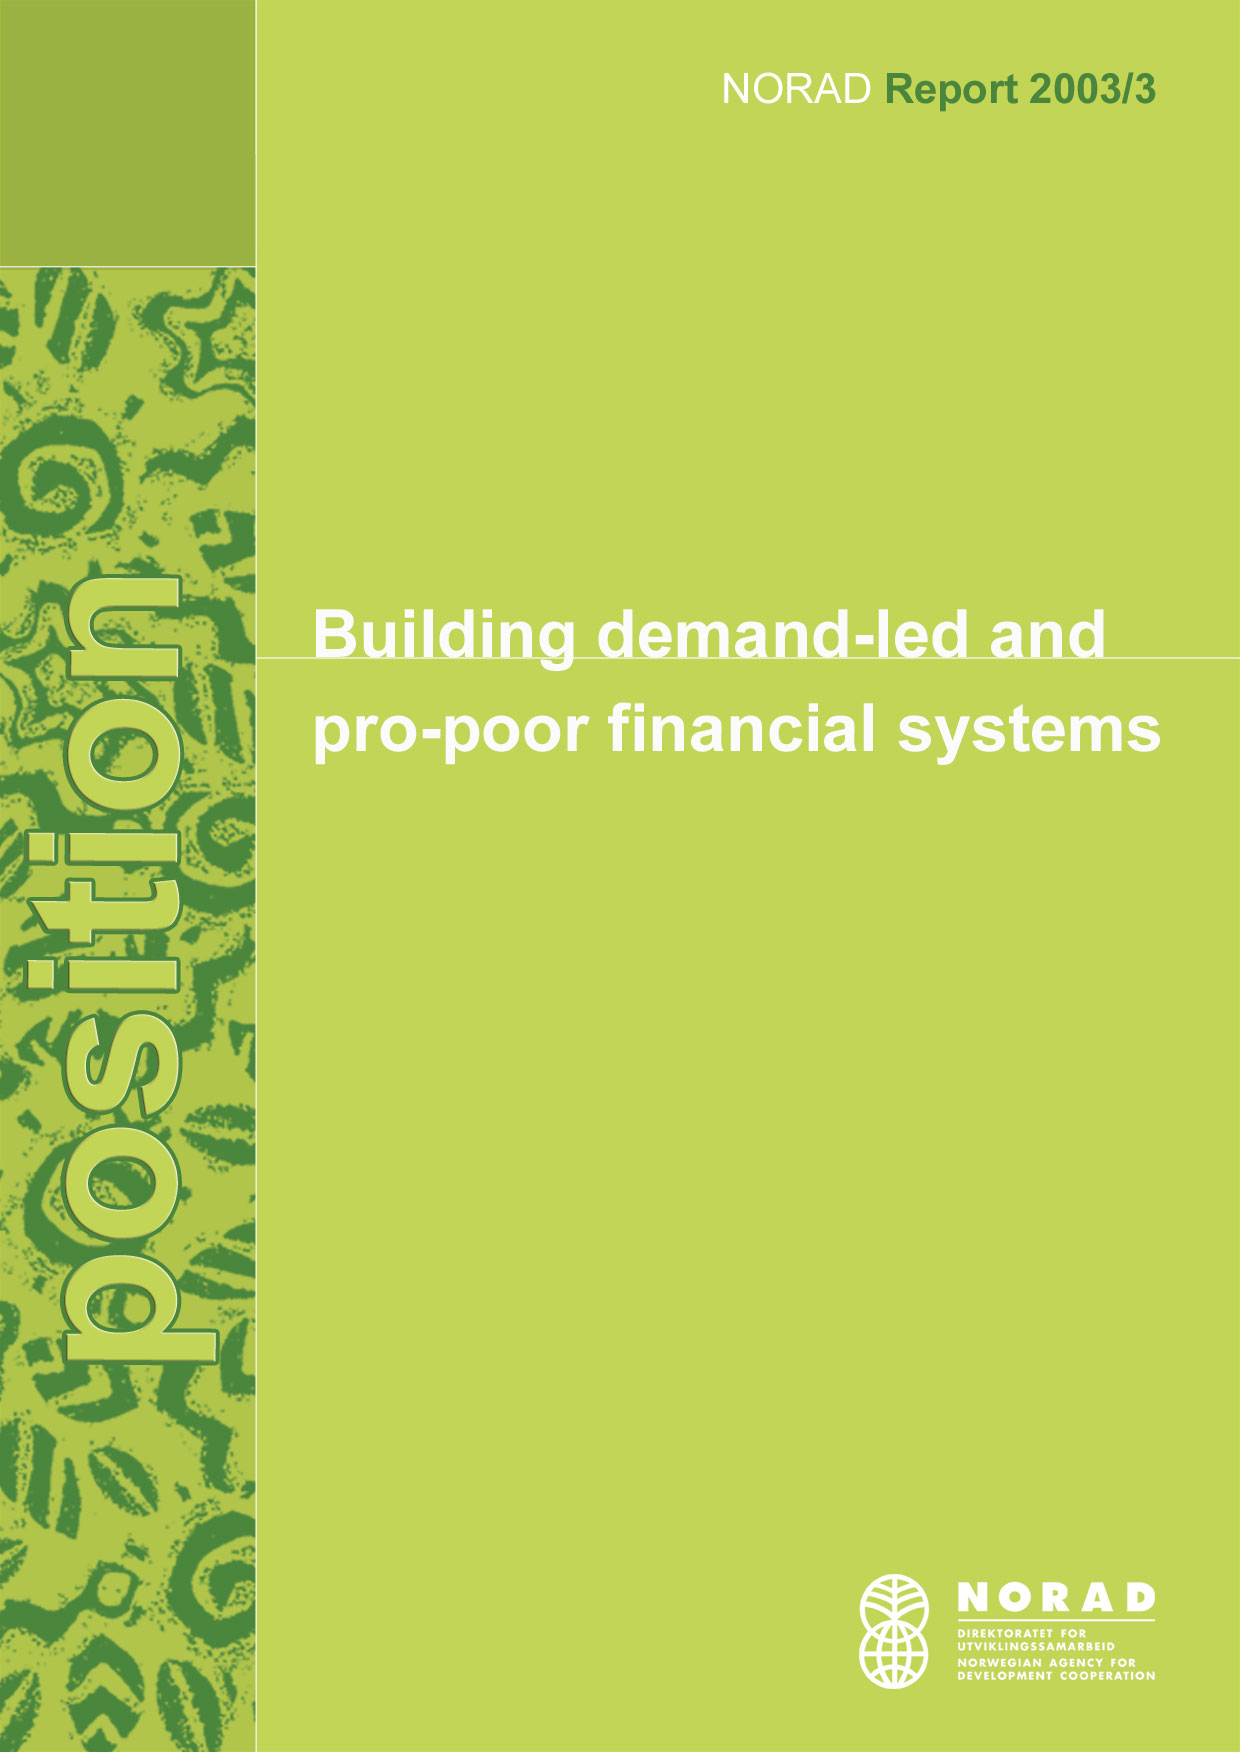 NORAD Report 2003/3
position
Building demand-led and
pro-poor financial systems
NORAD
DIREKTORATET FOR
UTVIKLINGSSAMARBEID
NORWEGIAN AGENCY FOR
DEVELOPMENT COOPERATION